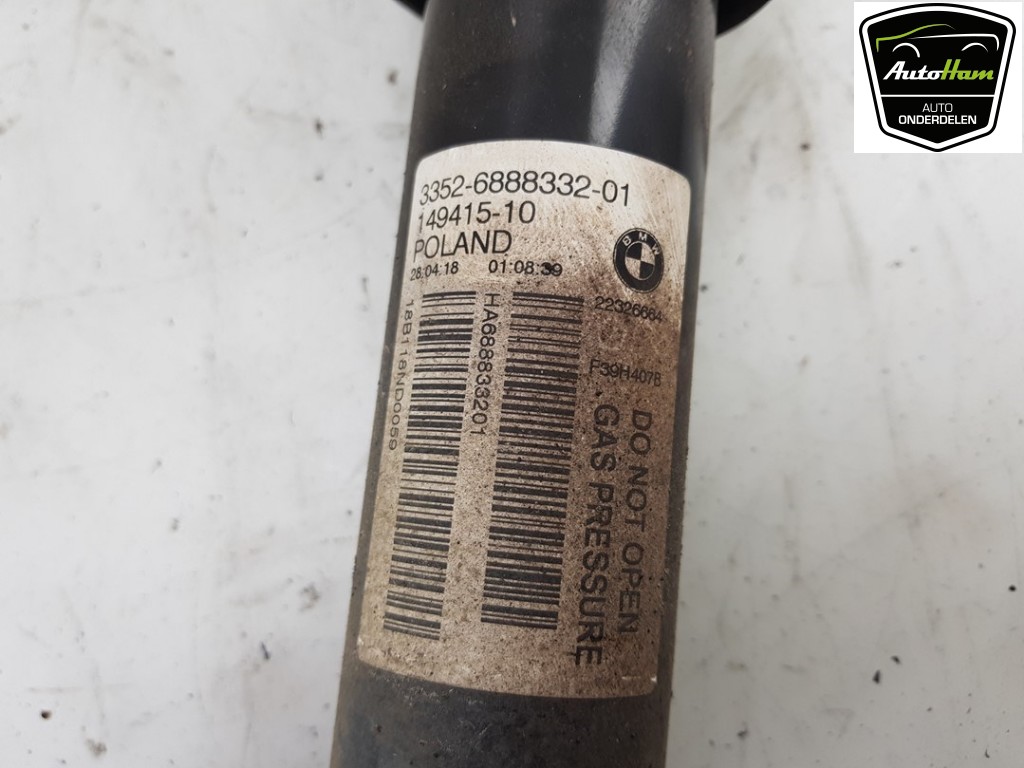 AutoHam
AUTO
ONDERDELEN
3352-6888332-01
149415-10
POLAND
28.04.18 01:08:39
BMW
22326664
F39H407B
18B118ND0059
HA688833201
DO NOT OPEN
GAS PRESSURE